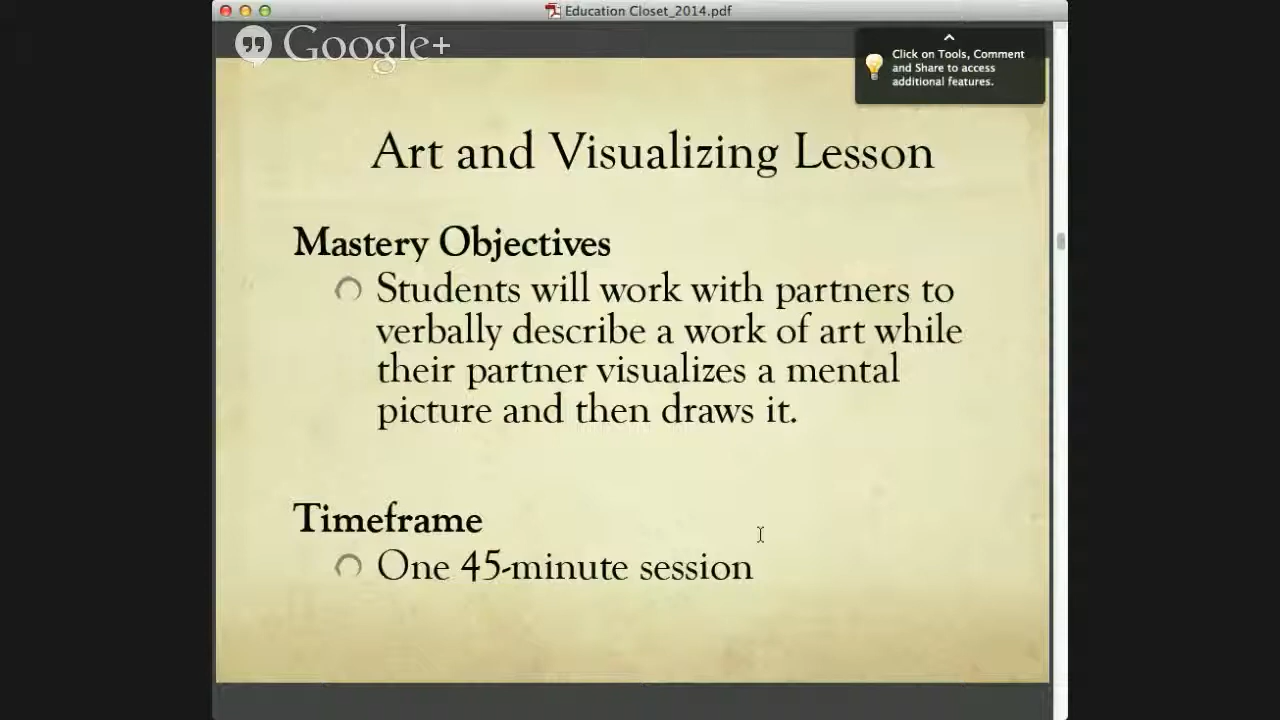 Education Closet_2014.pdf
Google+
Click on Tools, Comment
and Share to access
additional features.
Art and Visualizing Lesson
Mastery Objectives
Students will work with partners to
verbally describe a work of art while
their partner visualizes a mental
picture and then draws it.
Timeframe
One 45-minute session